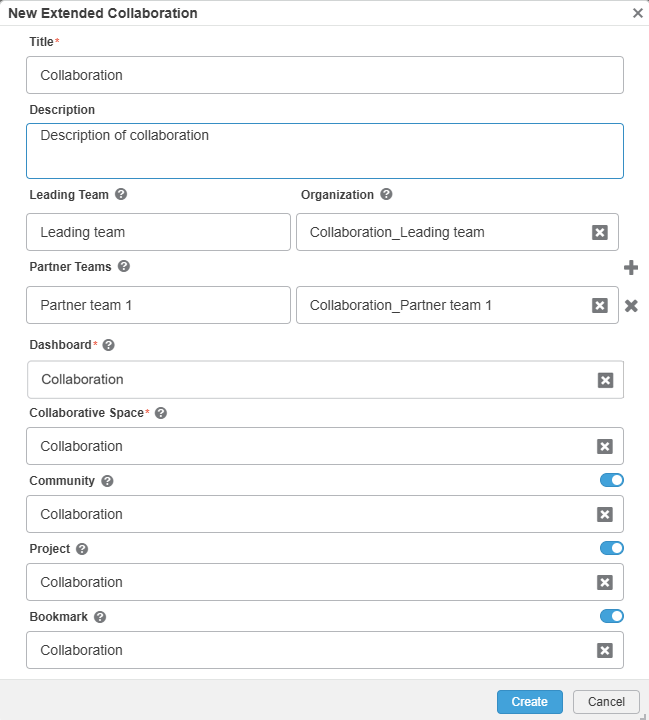 New Extended Collaboration
Title*
Collaboration
Description
Description of collaboration
Leading Team Organization
Leading team Collaboration_Leading team
Partner Teams
Partner team 1 Collaboration_Partner team 1
Dashboard*
Collaboration
Collaborative Space*
Collaboration
Community
Collaboration
Project
Collaboration
Bookmark
Collaboration
Create Cancel